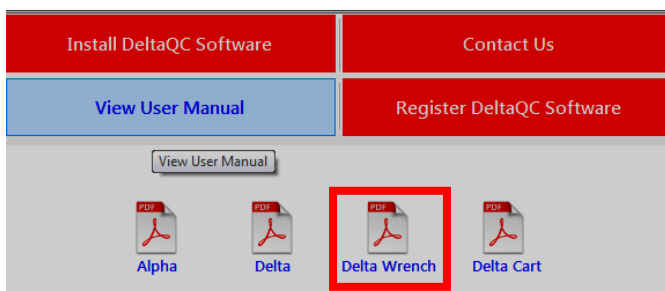 Install DeltaQC Software
Contact Us
View User Manual
Register DeltaQC Software
View User Manual
PDF
PDF
PDF
PDF
Alpha
Delta
Delta Wrench
Delta Cart